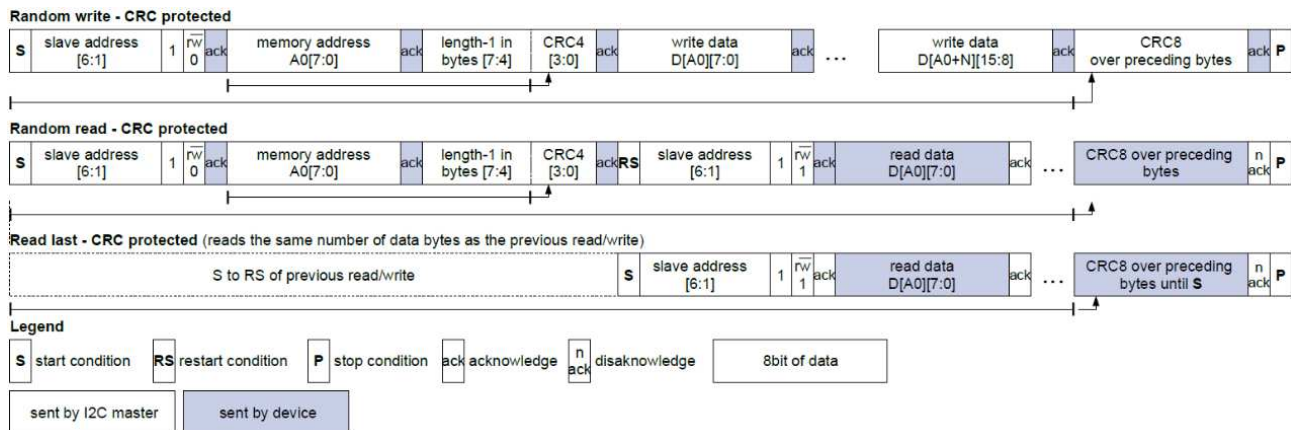 Random write - CRC protected
S slave address [6:1] 1 rw 0 ack memory address A0[7:0] ack length-1 in bytes [7:4] CRC4 [3:0] ack write data D[A0][7:0] ack ... write data D[A0+N][15:8] CRC8 over preceding bytes ack P
Random read - CRC protected
S slave address [6:1] 1 rw 0 ack memory address A0[7:0] ack length-1 in bytes [7:4] CRC4 [3:0] ack RS slave address [6:1] 1 rw 1 ack read data D[A0][7:0] ack ... CRC8 over preceding bytes n ack P
Read last - CRC protected (reads the same number of data bytes as the previous read/write)
S to RS of previous read/write S slave address [6:1] 1 rw 1 ack read data D[A0][7:0] ack ... CRC8 over preceding bytes until S n ack P
Legend
S start condition RS restart condition P stop condition ack acknowledge n ack disaknowledge 8bit of data
sent by I2C master sent by device